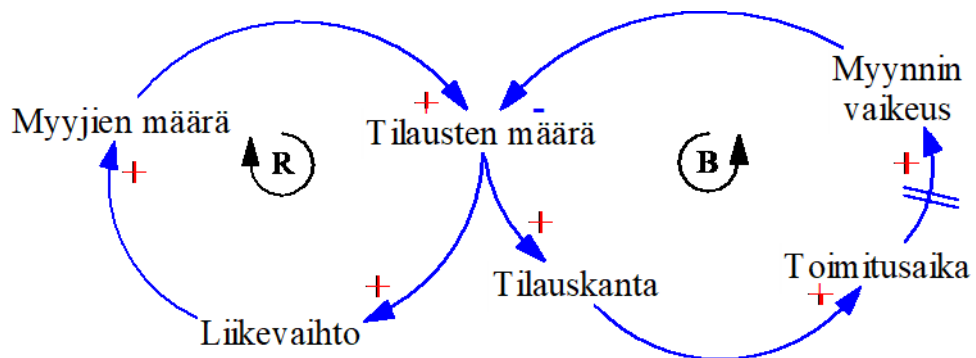 Myynnin
vaikeus
+
-
Myyjien määrä
Tilausten määrä
R
B
+
+
+
Tilauskanta
Toimitusaika
+
+
Liikevaihto